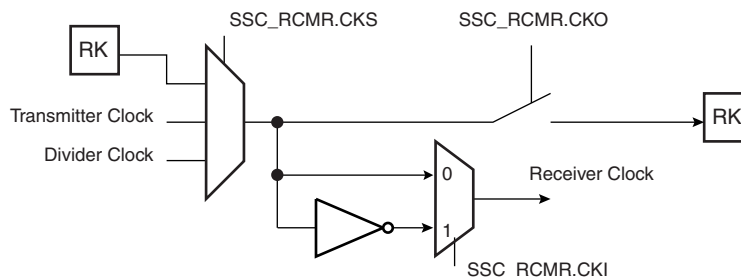 SSC_RCMR.CKS
SSC_RCMR.CKO
RK
Transmitter Clock
RK
Divider Clock
0
Receiver Clock
1
SSC_RCMR.CKI